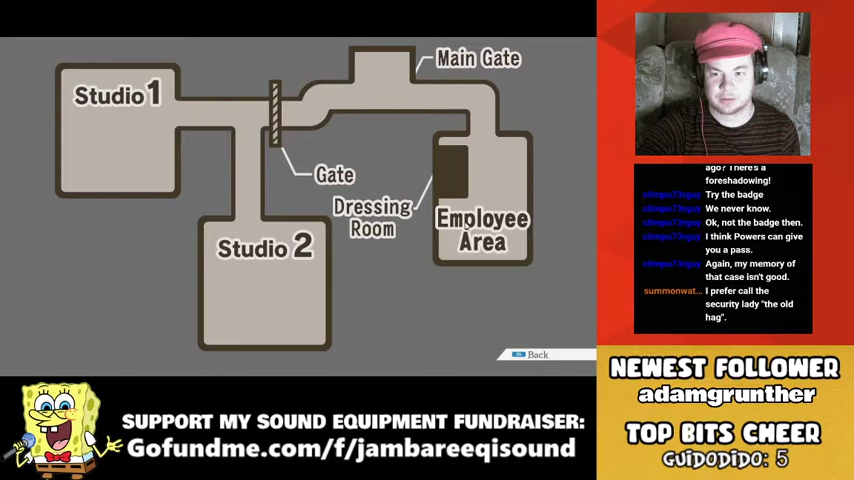 Studio 1
Main Gate
Gate
Dressing
Room
Employee
Area
Studio 2
Back
ago? There's a
foreshadowing!
Try the badge
We never know.
Ok, not the badge then.
I think Powers can give
you a pass.
Again, my memory of
that case isn't good.
summonwat... I prefer call the
security lady "the old
hag".
NEWEST FOLLOWER
adamgrunther
TOP BITS CHEER
GUIDODIDO: 5
SUPPORT MY SOUND EQUIPMENT FUNDRAISER:
Gofundme.com/f/jambareeqisound